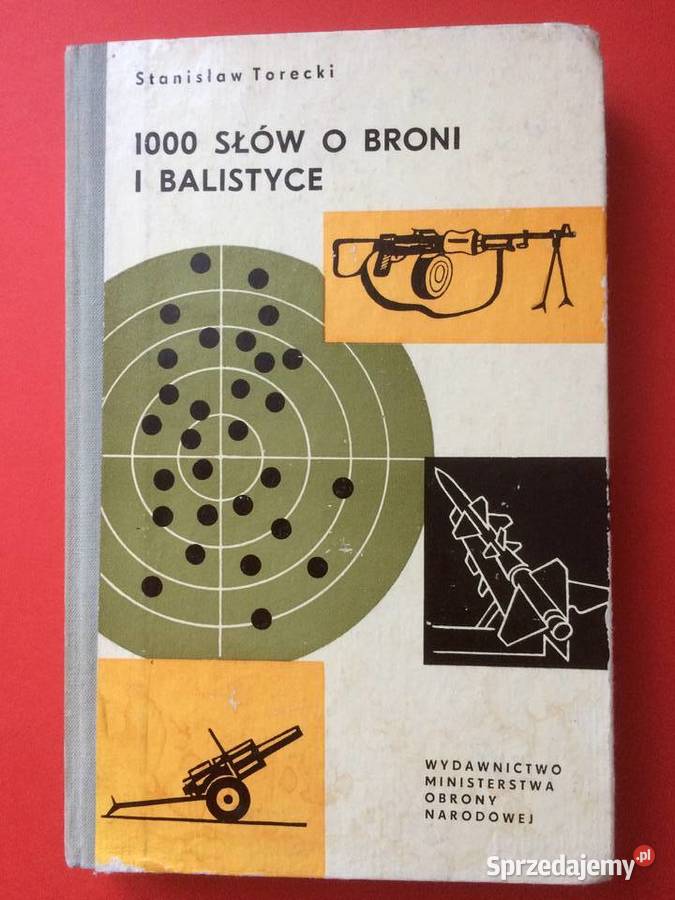 Stanisław Torecki
1000 SŁÓW O BRONI
I BALISTYCE
WYDAWNICTWO
MINISTERSTWA
OBRONY
NARODOWEJ
Sprzedajemy.pl